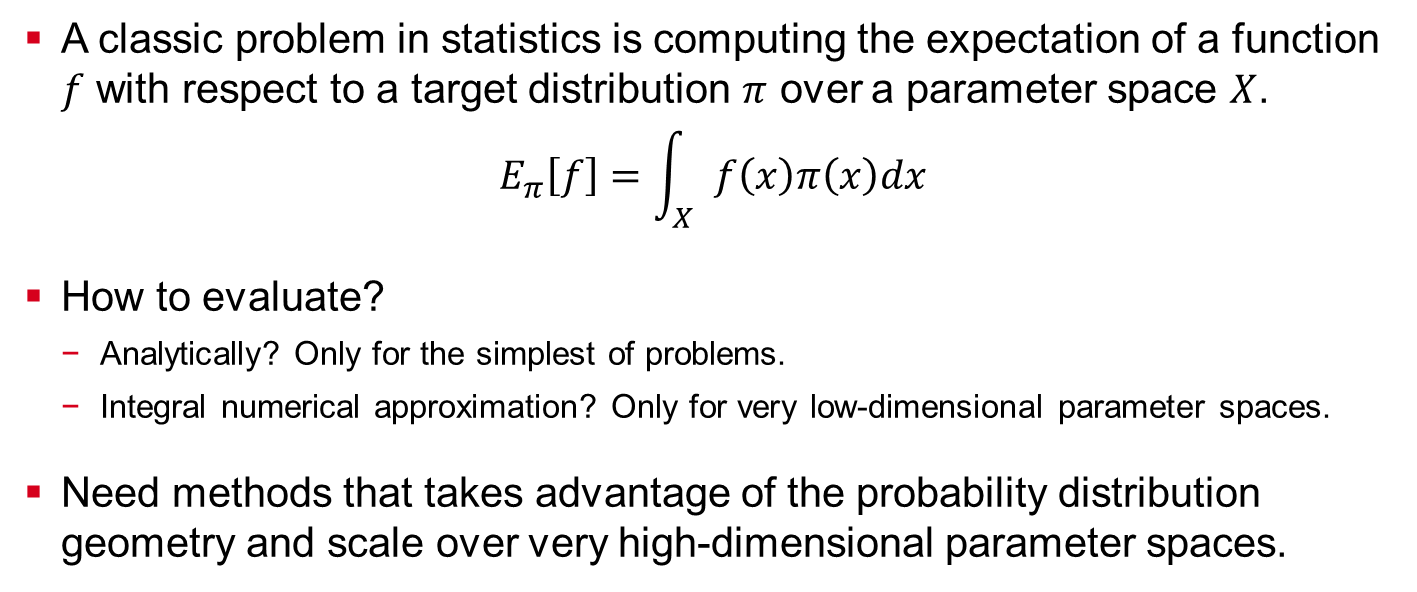 ▪ A classic problem in statistics is computing the expectation of a function
𝑓 with respect to a target distribution 𝜋 over a parameter space 𝑋.
𝐸𝜋[𝑓] = ∫𝑋 𝑓(𝑥)𝜋(𝑥)𝑑𝑥
▪ How to evaluate?
− Analytically? Only for the simplest of problems.
− Integral numerical approximation? Only for very low-dimensional parameter spaces.
▪ Need methods that takes advantage of the probability distribution
geometry and scale over very high-dimensional parameter spaces.